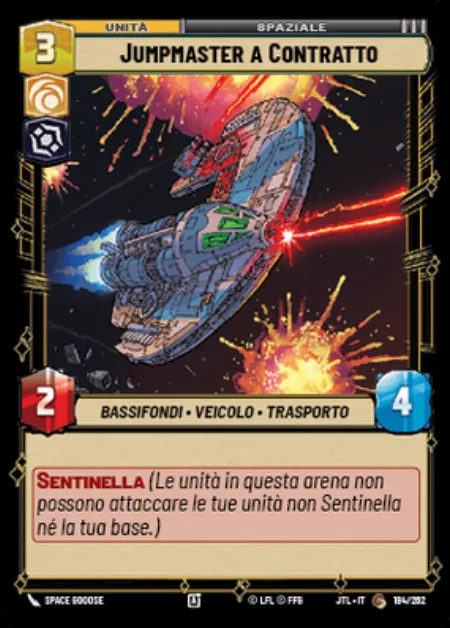 UNITÀ
SPAZIALE
3
JUMPMASTER A CONTRATTO
2
BASSIFONDI • VEICOLO • TRASPORTO
4
SENTINELLA (Le unità in questa arena non
possono attaccare le tue unità non Sentinella
né la tua base.)
SPACE GOOOSE
© LFL © FFG
JTL • IT
184/262